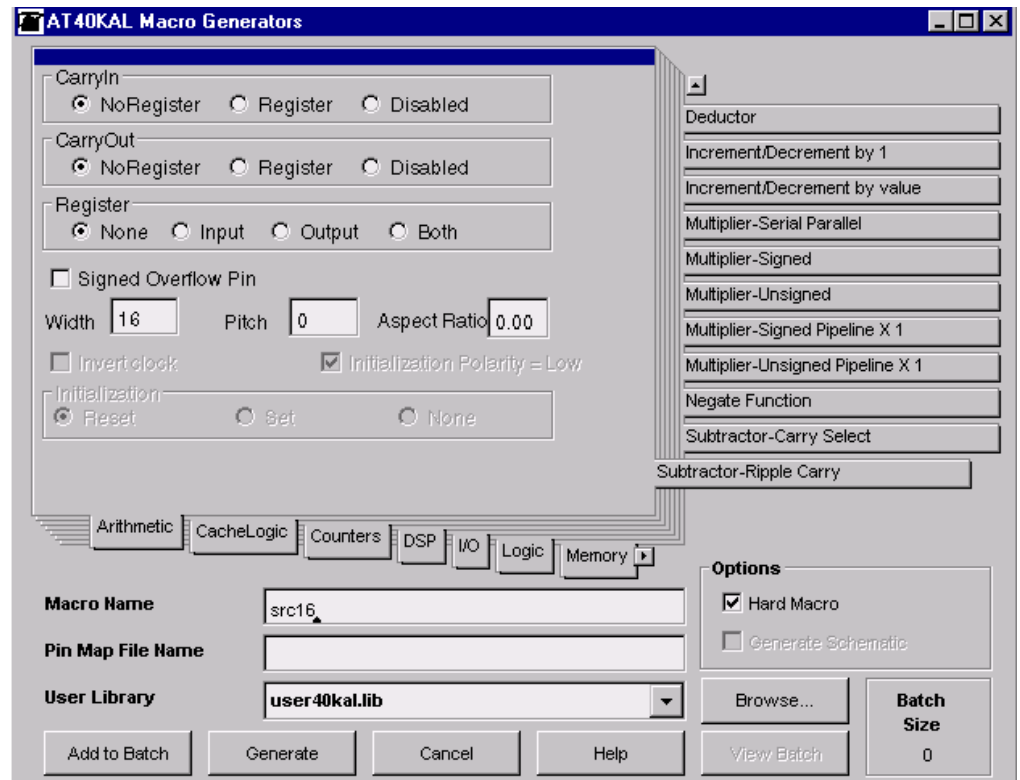 AT40KAL Macro Generators
CarryIn
NoRegister Register Disabled
CarryOut
NoRegister Register Disabled
Register
None Input Output Both
Signed Overflow Pin
Width 16 Pitch 0 Aspect Ratio 0.00
Invert clock Initialization Polarity = Low
Initialization
Reset Set None
Deductor
Increment/Decrement by 1
Increment/Decrement by value
Multiplier-Serial Parallel
Multiplier-Signed
Multiplier-Unsigned
Multiplier-Signed Pipeline X 1
Multiplier-Unsigned Pipeline X 1
Negate Function
Subtractor-Carry Select
Subtractor-Ripple Carry
Arithmetic CacheLogic Counters DSP I/O Logic Memory
Macro Name src16
Pin Map File Name
User Library user40kal.lib
Options
Hard Macro
Generate Schematic
Browse...
Batch
Size
0
Add to Batch Generate Cancel Help View Batch